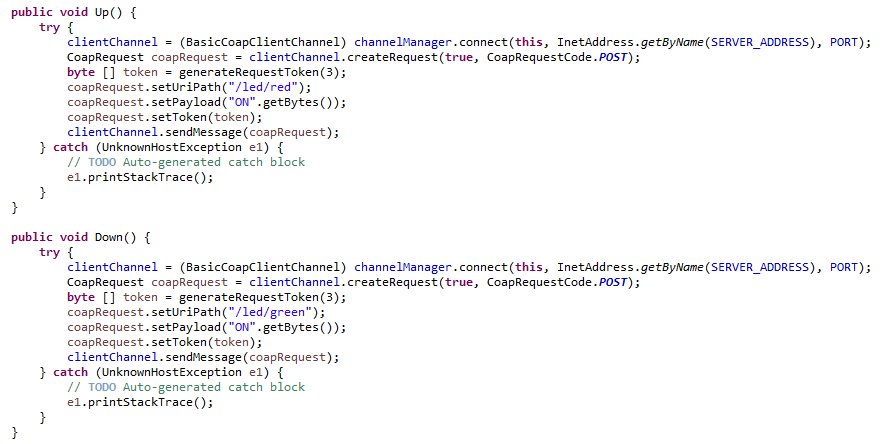 public void Up() {
    try {
        clientChannel = (BasicCoapClientChannel) channelManager.connect(this, InetAddress.getByName(SERVER_ADDRESS), PORT);
        CoapRequest coapRequest = clientChannel.createRequest(true, CoapRequestCode.POST);
        byte [] token = generateRequestToken(3);
        coapRequest.setUriPath("/led/red");
        coapRequest.setPayload("ON".getBytes());
        coapRequest.setToken(token);
        clientChannel.sendMessage(coapRequest);
    } catch (UnknownHostException e1) {
        // TODO Auto-generated catch block
        e1.printStackTrace();
    }
}

public void Down() {
    try {
        clientChannel = (BasicCoapClientChannel) channelManager.connect(this, InetAddress.getByName(SERVER_ADDRESS), PORT);
        CoapRequest coapRequest = clientChannel.createRequest(true, CoapRequestCode.POST);
        byte [] token = generateRequestToken(3);
        coapRequest.setUriPath("/led/green");
        coapRequest.setPayload("ON".getBytes());
        coapRequest.setToken(token);
        clientChannel.sendMessage(coapRequest);
    } catch (UnknownHostException e1) {
        // TODO Auto-generated catch block
        e1.printStackTrace();
    }
}